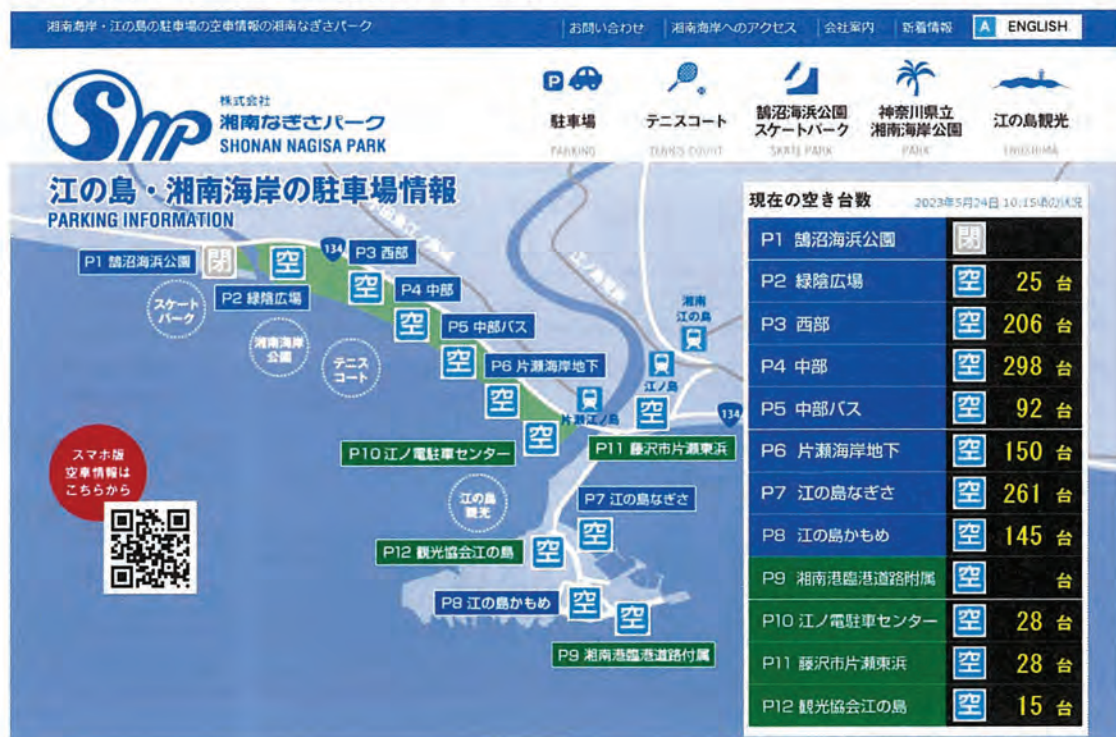 湘南海岸・江の島の駐車場の空車情報の湘南なぎさパーク
お問い合わせ
湘南海岸へのアクセス
会社案内
新着情報
A ENGLISH
Smp
株式会社
湘南なぎさパーク
SHONAN NAGISA PARK
P
駐車場
PARKING
テニスコート
TENNIS COURT
鵠沼海浜公園
スケートパーク
SKATE PARK
神奈川県立
湘南海岸公園
PARK
江の島観光
ENOSHIMA
江の島・湘南海岸の駐車場情報
PARKING INFORMATION
P1 鵠沼海浜公園
閉
P2 緑陰広場
空
134
P3 西部
空
P4 中部
空
P5 中部バス
空
P6 片瀬海岸地下
空
スケート
パーク
湘南海岸
公園
テニス
コート
湘南
江の島
江ノ島
片瀬江ノ島
空
134
P10 江ノ電駐車センター
空
P11 藤沢市片瀬東浜
スマホ版
空車情報は
こちらから
江の島
観光
P7 江の島なぎさ
空
P12 観光協会江の島
空
P8 江の島かもめ
空
空
P9 湘南港臨港道路付属
現在の空き台数
2023年5月24日 10:15頃の状況
P1 鵠沼海浜公園 閉
P2 緑陰広場 空 25 台
P3 西部 空 206 台
P4 中部 空 298 台
P5 中部バス 空 92 台
P6 片瀬海岸地下 空 150 台
P7 江の島なぎさ 空 261 台
P8 江の島かもめ 空 145 台
P9 湘南港臨港道路附属 空 台
P10 江ノ電駐車センター 空 28 台
P11 藤沢市片瀬東浜 空 28 台
P12 観光協会江の島 空 15 台